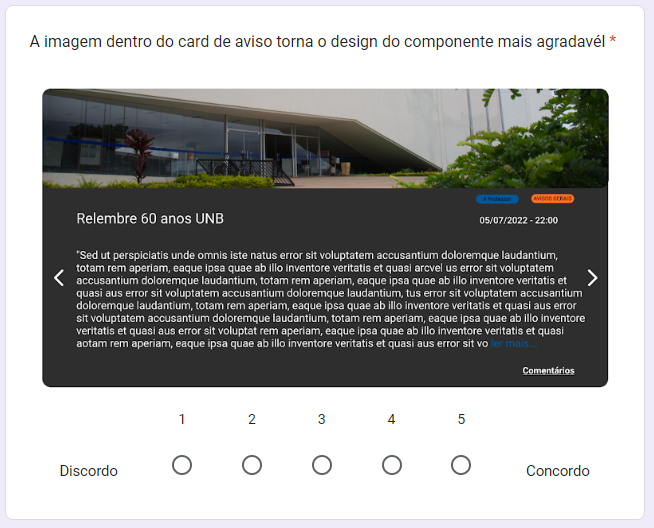 A imagem dentro do card de aviso torna o design do componente mais agradavél *
AVISOS GERAIS
Relembre 60 anos UNB
05/07/2022 - 22:00
"Sed ut perspiciatis unde omnis iste natus error sit voluptatem accusantium doloremque laudantium,
totam rem aperiam, eaque ipsa quae ab illo inventore veritatis et quasi arcvel us error sit voluptatem
accusantium doloremque laudantium, totam rem aperiam, eaque ipsa quae ab illo inventore veritatis et
quasi aus error sit voluptatem accusantium doloremque laudantium, tus error sit voluptatem accusantium
doloremque laudantium, totam rem aperiam, eaque ipsa quae ab illo inventore veritatis et quasi aus error
sit voluptatem accusantium doloremque laudantium, totam rem aperiam, eaque ipsa quae ab illo inventore
veritatis et quasi aus error sit voluptat rem aperiam, eaque ipsa quae ab illo inventore veritatis et quasi
aotam rem aperiam, eaque ipsa quae ab illo inventore veritatis et quasi aus error sit vo ler mais...
Comentários
1 2 3 4 5
Discordo Concordo